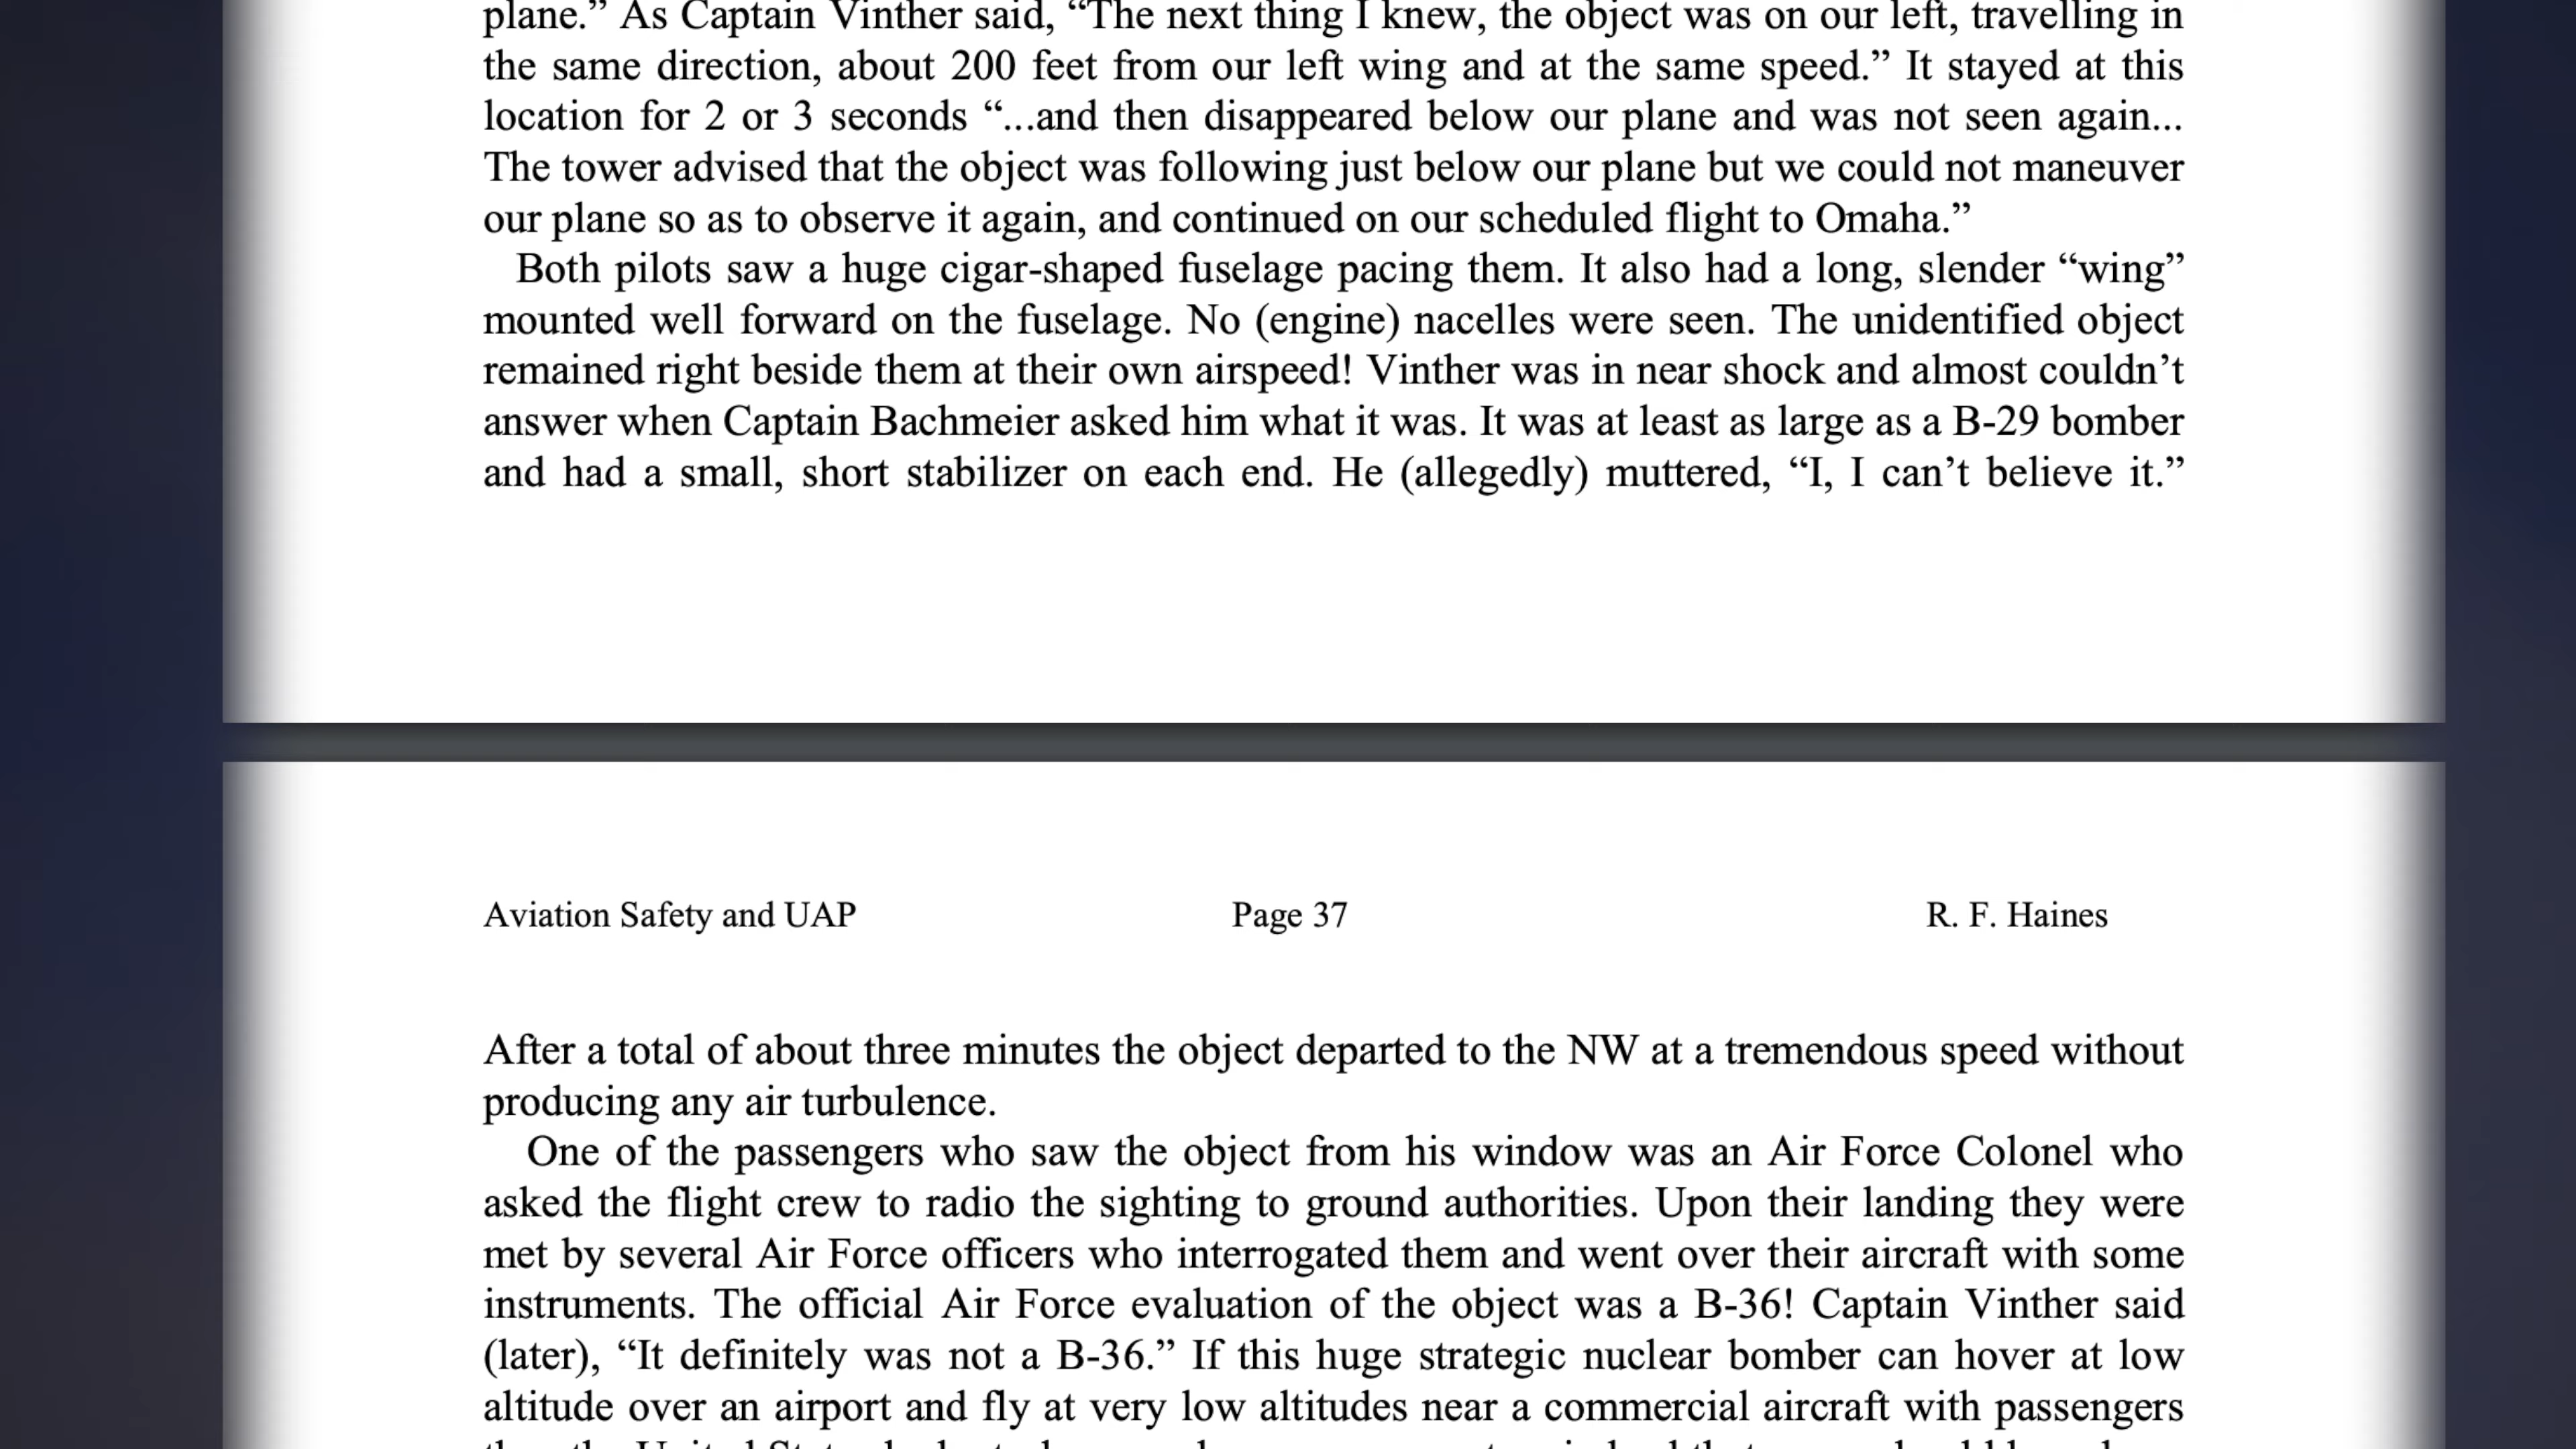 plane.” As Captain Vinther said, “The next thing I knew, the object was on our left, travelling in
the same direction, about 200 feet from our left wing and at the same speed.” It stayed at this
location for 2 or 3 seconds “...and then disappeared below our plane and was not seen again...
The tower advised that the object was following just below our plane but we could not maneuver
our plane so as to observe it again, and continued on our scheduled flight to Omaha.”
Both pilots saw a huge cigar-shaped fuselage pacing them. It also had a long, slender “wing”
mounted well forward on the fuselage. No (engine) nacelles were seen. The unidentified object
remained right beside them at their own airspeed! Vinther was in near shock and almost couldn’t
answer when Captain Bachmeier asked him what it was. It was at least as large as a B-29 bomber
and had a small, short stabilizer on each end. He (allegedly) muttered, “I, I can’t believe it.”
Aviation Safety and UAP Page 37 R. F. Haines
After a total of about three minutes the object departed to the NW at a tremendous speed without
producing any air turbulence.
One of the passengers who saw the object from his window was an Air Force Colonel who
asked the flight crew to radio the sighting to ground authorities. Upon their landing they were
met by several Air Force officers who interrogated them and went over their aircraft with some
instruments. The official Air Force evaluation of the object was a B-36! Captain Vinther said
(later), “It definitely was not a B-36.” If this huge strategic nuclear bomber can hover at low
altitude over an airport and fly at very low altitudes near a commercial aircraft with passengers